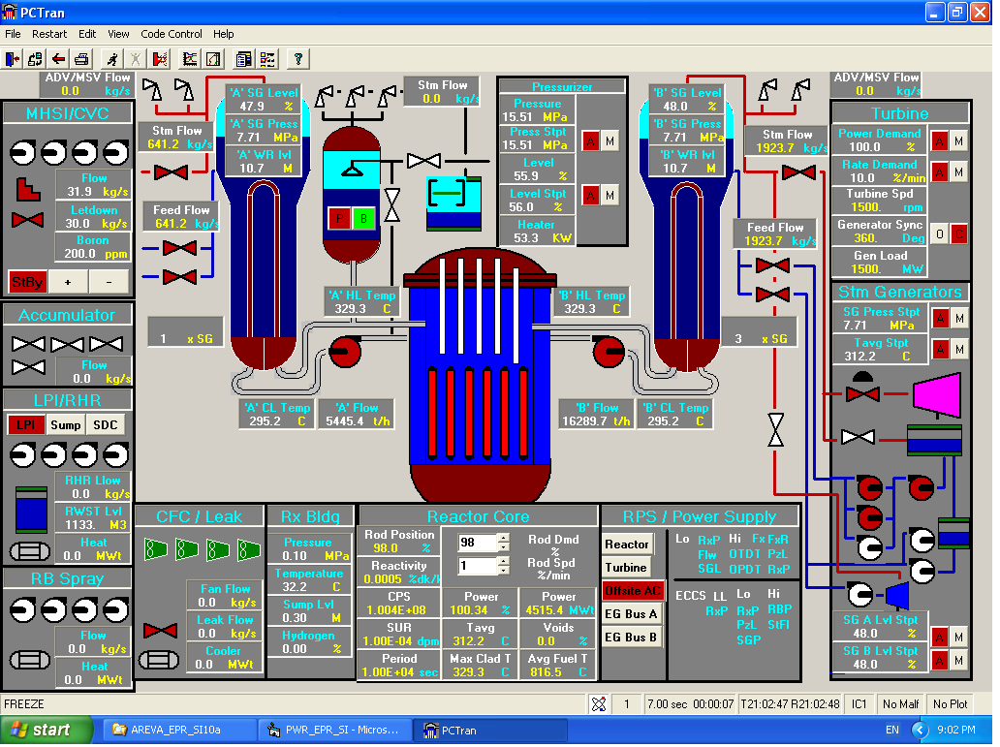 PCTran
File Restart Edit View Code Control Help
ADV/MSV Flow
0.0 kg/s
MHSI/CVC
Flow
31.9 kg/s
Letdown
30.0 kg/s
Boron
200.0 ppm
StBy + -
Accumulator
Flow
0.0 kg/s
LPI/RHR
LPI Sump SDC
RHR Llow
0.0 kg/s
RWST Lvl
1133. M3
Heat
0.0 MWt
RB Spray
Flow
0.0 kg/s
Heat
0.0 MWt
Stm Flow
641.2 kg/s
Feed Flow
641.2 kg/s
1 x SG
'A' SG Level
47.9 %
'A' SG Press
7.71 MPa
'A' WR lvl
10.7 M
P B
Stm Flow
0.0 kg/s
Pressurizer
Pressure
15.51 MPa
Press Stpt
15.51 MPa
A M
Level
55.9 %
Level Stpt
56.0 %
A M
Heater
53.3 KW
'A' HL Temp
329.3 C
'B' HL Temp
329.3 C
'A' CL Temp
295.2 C
'A' Flow
5445.4 t/h
'B' Flow
16289.7 t/h
'B' CL Temp
295.2 C
'B' SG Level
48.0 %
'B' SG Press
7.71 MPa
'B' WR lvl
10.7 M
Stm Flow
1923.7 kg/s
Feed Flow
1923.7 kg/s
3 x SG
ADV/MSV Flow
0.0 kg/s
Turbine
Power Demand
100.0 %
A M
Rate Demand
10.0 %/min
A M
Turbine Spd
1500. rpm
Generator Sync
360. Deg
O C
Gen Load
1500. MW
Stm Generators
SG Press Stpt
7.71 MPa
A M
Tavg Stpt
312.2 C
A M
SG A Lvl Stpt
48.0 %
A M
SG B Lvl Stpt
48.0 %
A M
CFC / Leak
Fan Flow
0.0 kg/s
Leak Flow
0.0 kg/s
Cooler
0.0 MWt
Rx Bldg
Pressure
0.10 MPa
Temperature
32.2 C
Sump Lvl
0.30 M
Hydrogen
0.00 %
Reactor Core
Rod Position
98.0 %
98 Rod Dmd
%
Reactivity
0.0005 %dk/k
1 Rod Spd
%/min
CPS
1.004E+08
Power
100.34 %
Power
4515.4 MWt
SUR
1.00E-04 dpm
Tavg
312.2 C
Voids
0.0 %
Period
1.00E+04 sec
Max Clad T
329.3 C
Avg Fuel T
816.5 C
RPS / Power Supply
Reactor
Turbine
Offsite AC
EG Bus A
EG Bus B
Lo RxP Hi Fx FxR
Flw OTDT PzL
SGL OPDT RxP
ECCS LL Lo Hi
RxP RxP RBP
PzL StFl
SGP
FREEZE 1 7.00 sec 00:00:07 T21:02:47 R21:02:48 IC1 No Malf No Plot
start AREVA_EPR_SI10a PWR_EPR_SI - Micros... PCTran EN 9:02 PM